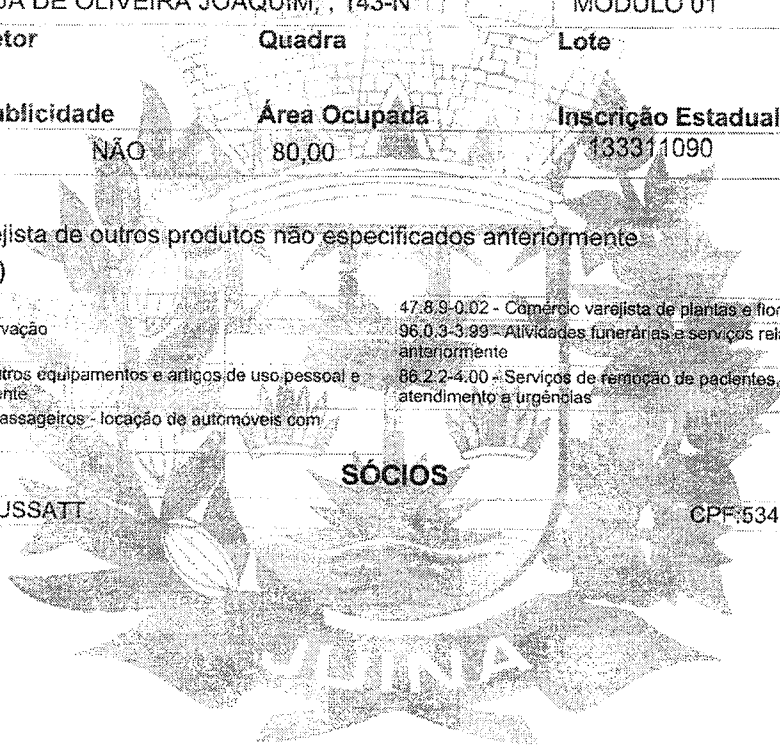 UA DE OLIVEIRA JOAQUIM, , 143-N MODULO 01
etor Quadra Lote
ublicidade Área Ocupada Inscrição Estadual
NÃO 80,00 133311090
ejista de outros produtos não especificados anteriormente
)
47.8.9-0.02 - Comércio varejista de plantas e flor
rvação 96.0.3-3.99 - Atividades funerárias e serviços rela
anteriormente
utros equipamentos e artigos de uso pessoal e 86.2.2-4.00 - Serviços de remoção de pacientes,
ente atendimento a urgências
assageiros - locação de automóveis com
SÓCIOS
USSATT CPF:534
JUINA